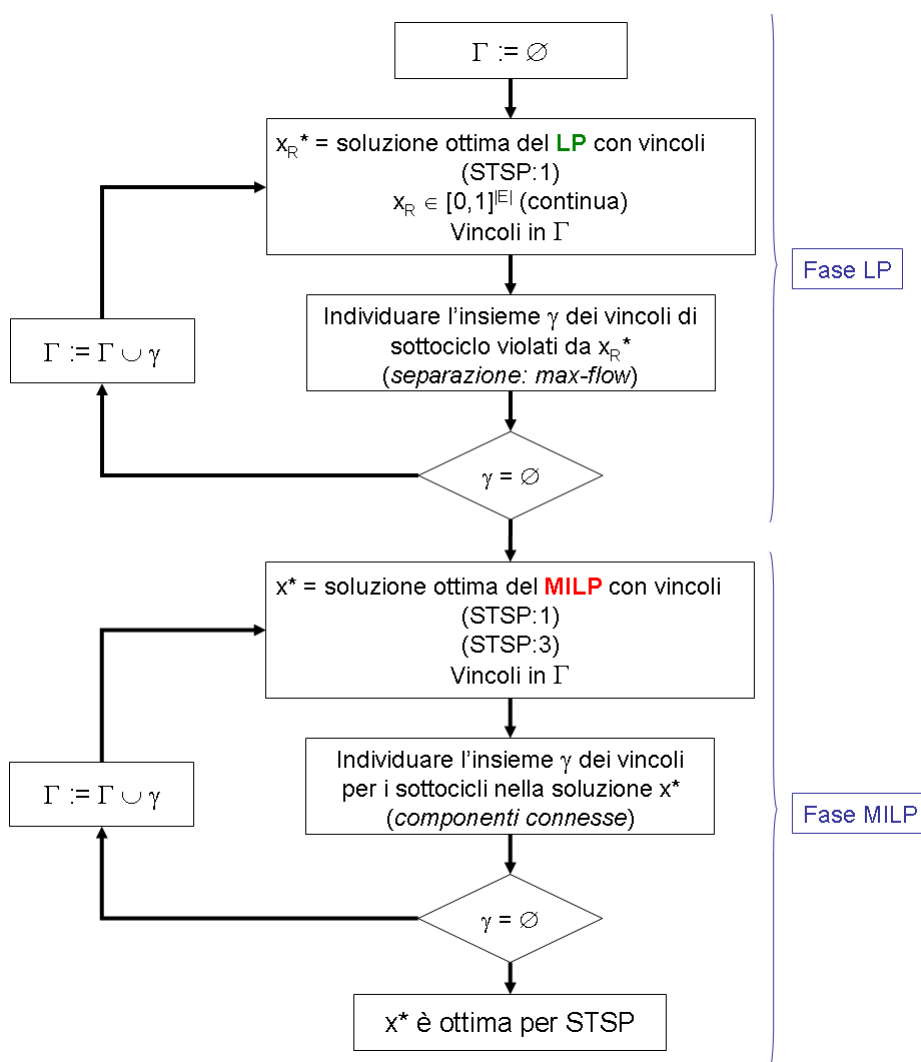 Γ := ∅
x_R* = soluzione ottima del LP con vincoli
(STSP:1)
x_R ∈ [0,1]^|E| (continua)
Vincoli in Γ
Fase LP
Individuare l'insieme γ dei vincoli di
sottociclo violati da x_R*
(separazione: max-flow)
Γ := Γ ∪ γ
γ = ∅
x* = soluzione ottima del MILP con vincoli
(STSP:1)
(STSP:3)
Vincoli in Γ
Individuare l'insieme γ dei vincoli
per i sottocicli nella soluzione x*
(componenti connesse)
Γ := Γ ∪ γ
Fase MILP
γ = ∅
x* è ottima per STSP